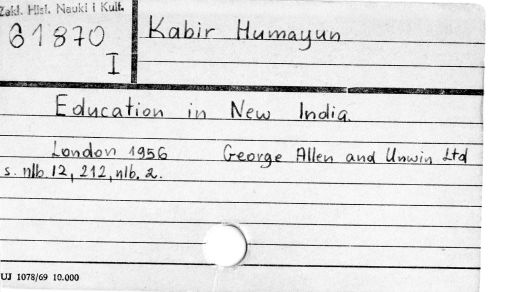 Zakł. Hist. Nauki i Kult.
61870
I
Kabir Humayun
Education in New India.
London 1956 George Allen and Unwin Ltd
s. nlb. 12, 212, nlb. 2.
UJ 1078/69 10.000